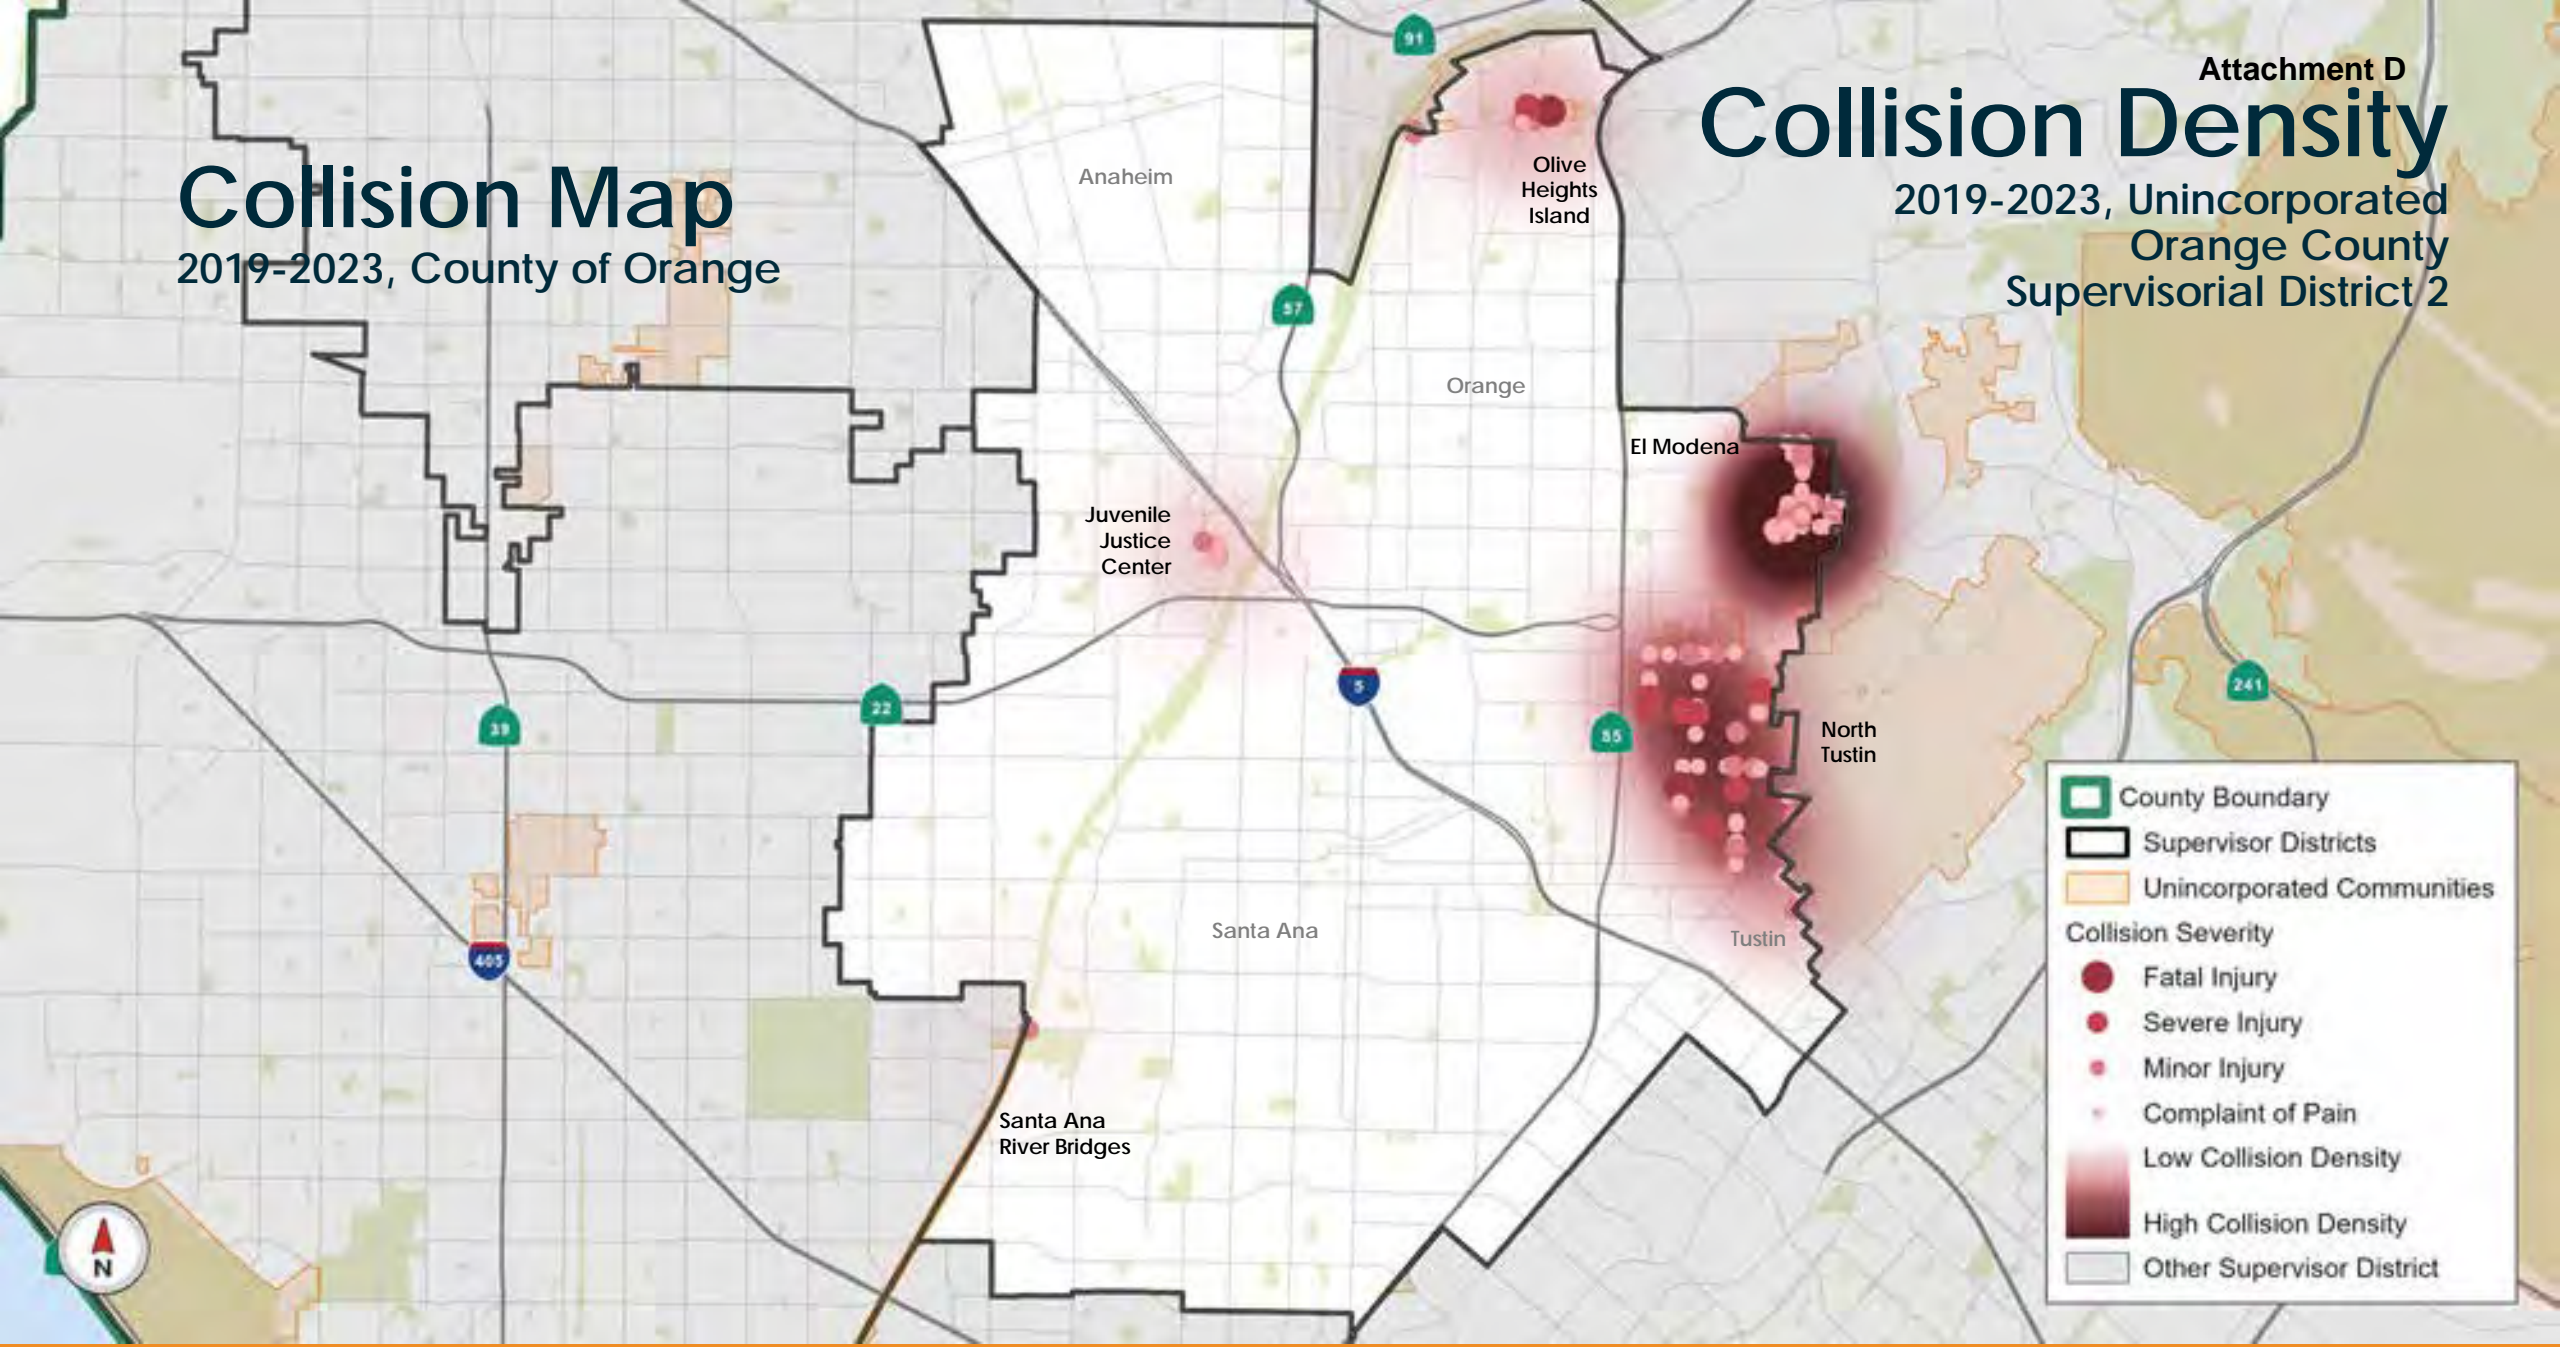 Attachment D
Collision Density
2019-2023, Unincorporated
Orange County
Supervisorial District 2
Collision Map
2019-2023, County of Orange
91
Anaheim
Olive
Heights
Island
57
Orange
El Modena
Juvenile
Justice
Center
5
22
39
55
241
North
Tustin
Santa Ana
Tustin
405
Santa Ana
River Bridges
N
County Boundary
Supervisor Districts
Unincorporated Communities
Collision Severity
Fatal Injury
Severe Injury
Minor Injury
Complaint of Pain
Low Collision Density
High Collision Density
Other Supervisor District